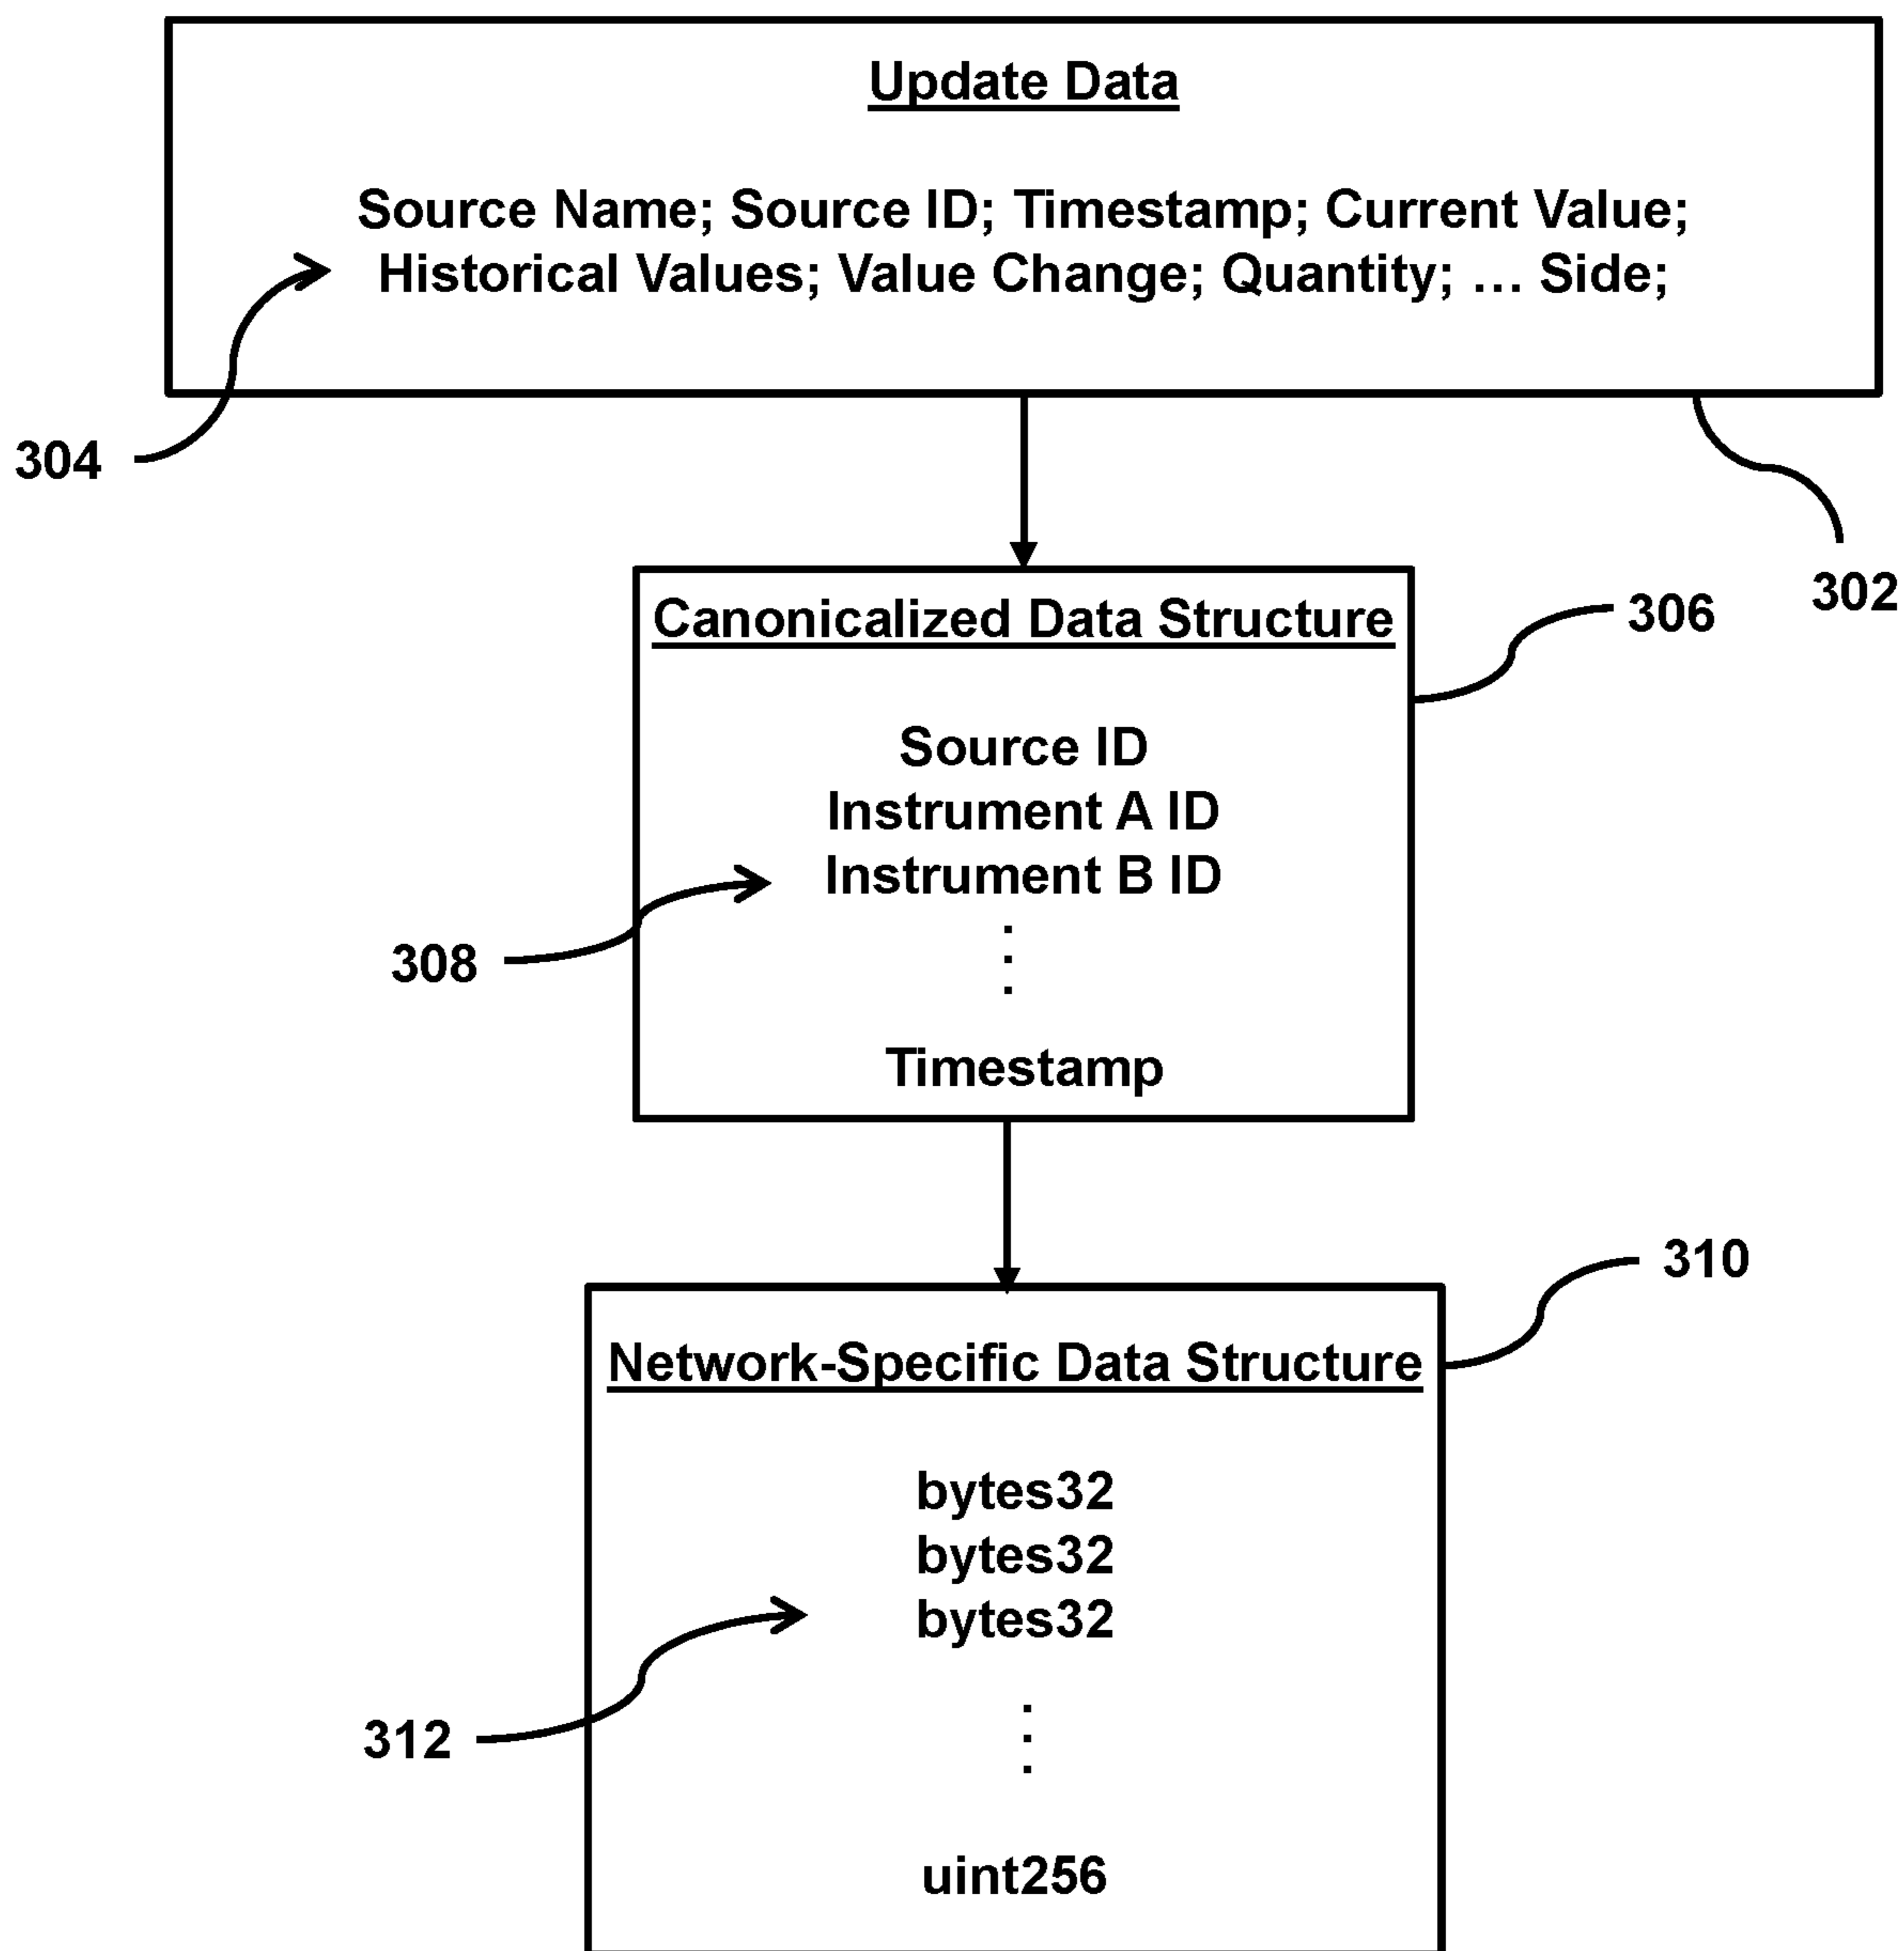 Update Data
Source Name; Source ID; Timestamp; Current Value;
Historical Values; Value Change; Quantity; ... Side;
304
302
Canonicalized Data Structure
306
Source ID
Instrument A ID
Instrument B ID
308
Timestamp
310
Network-Specific Data Structure
bytes32
bytes32
bytes32
312
uint256